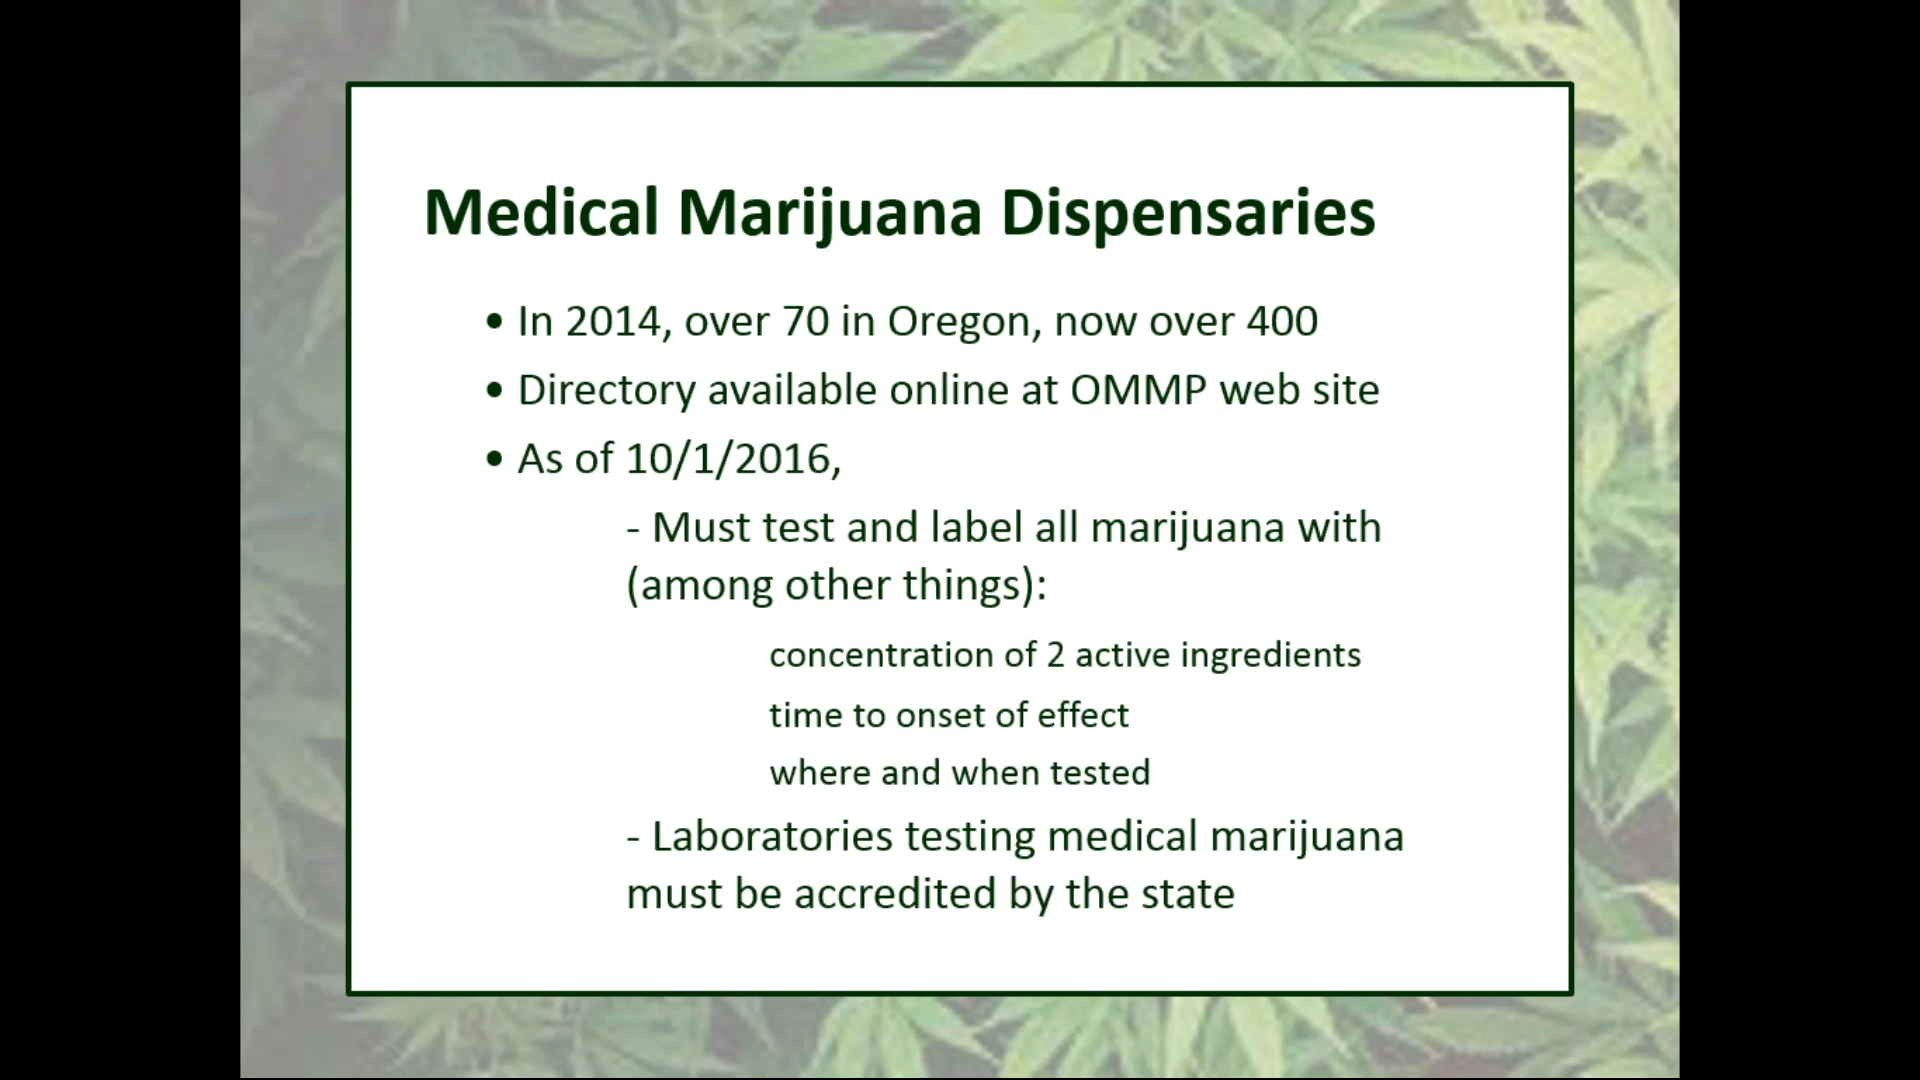 Medical Marijuana Dispensaries
• In 2014, over 70 in Oregon, now over 400
• Directory available online at OMMP web site
• As of 10/1/2016,
- Must test and label all marijuana with
(among other things):
concentration of 2 active ingredients
time to onset of effect
where and when tested
- Laboratories testing medical marijuana
must be accredited by the state